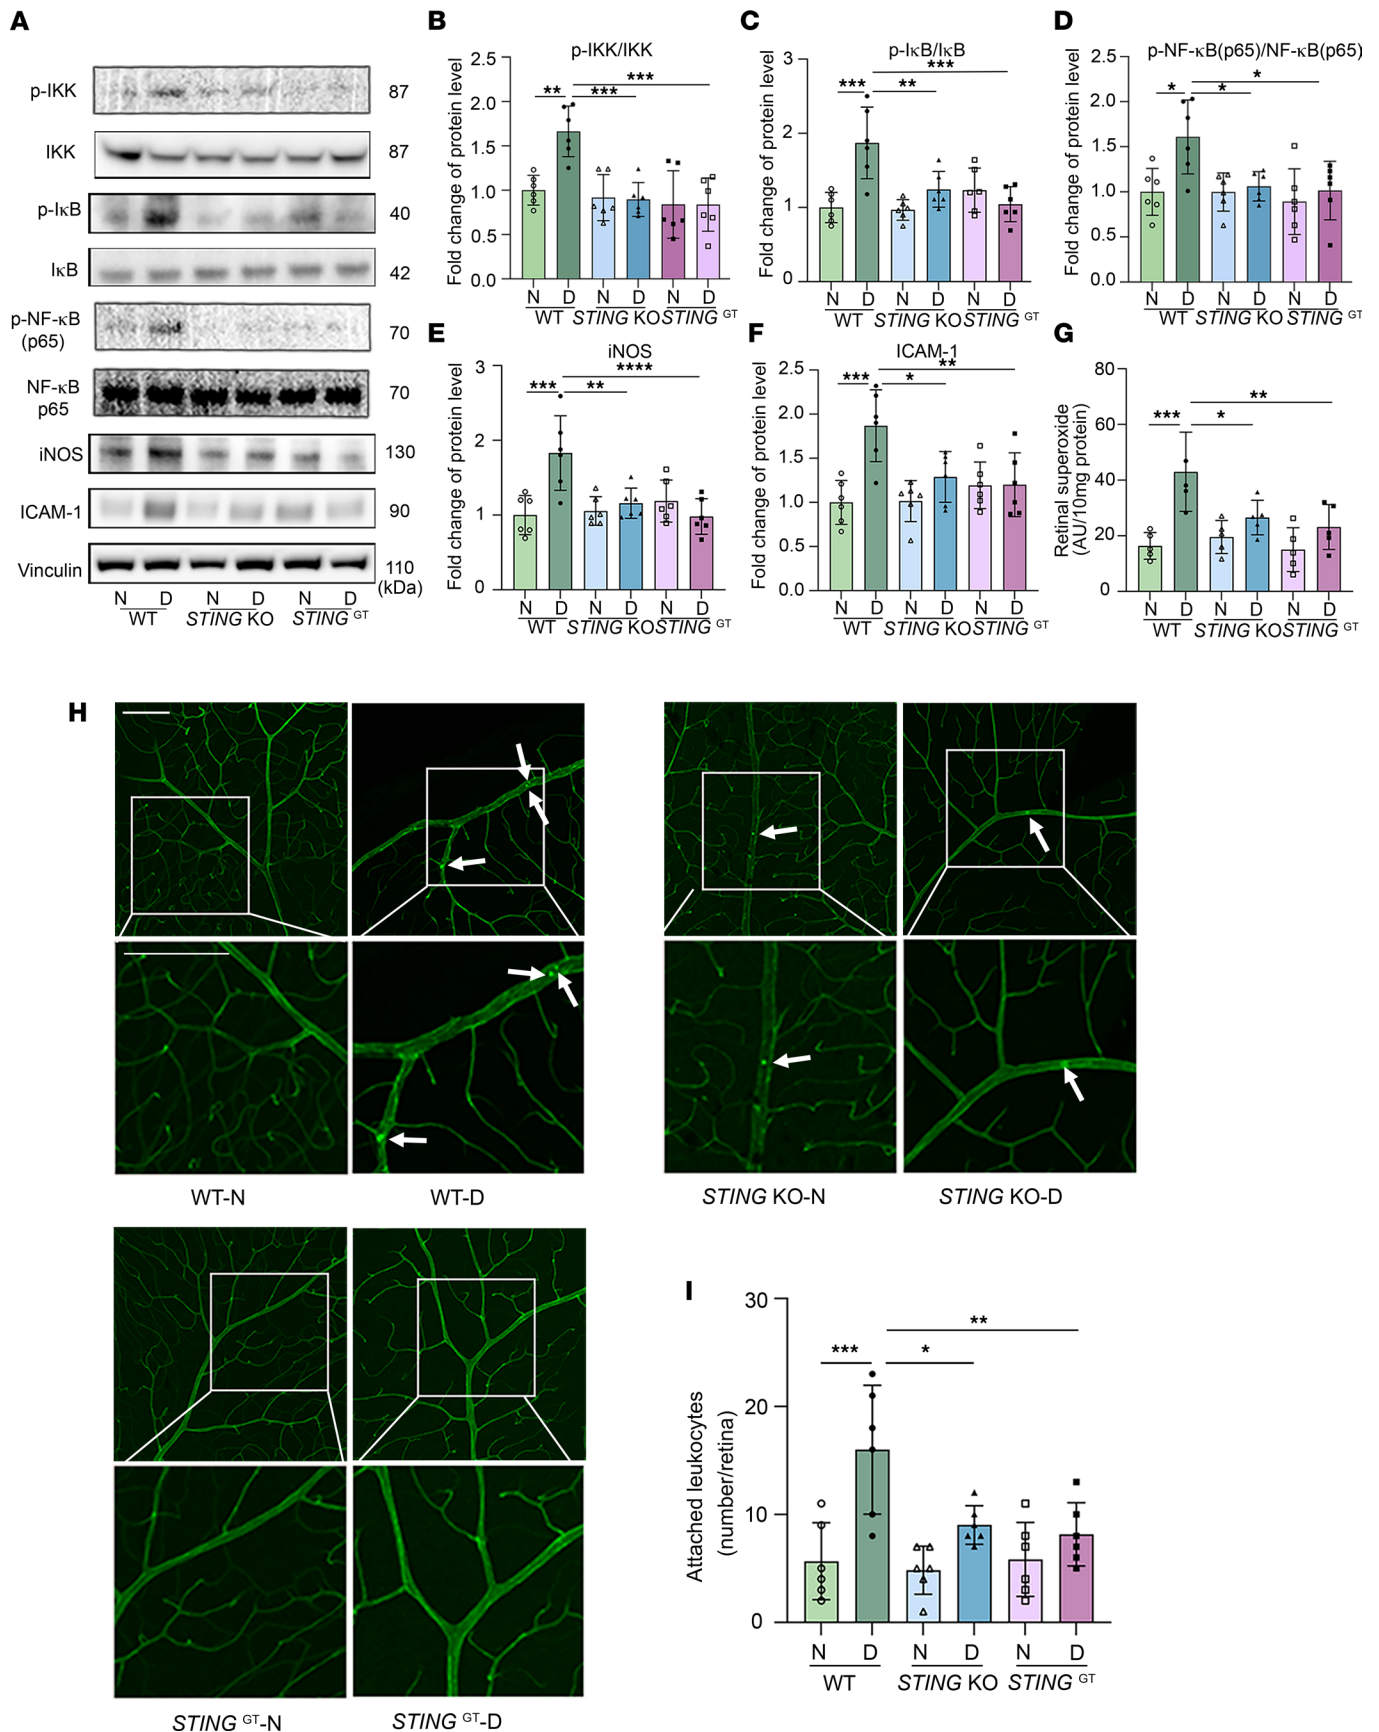 A
p-IKK
87
IKK
87
p-IκB
40
IκB
42
p-NF-κB
(p65)
70
NF-κB
p65
70
iNOS
130
ICAM-1
90
Vinculin
110
(kDa)
N D N D N D
WT STING KO STING GT
B
p-IKK/IKK
Fold change of protein level
2.5
2.0
1.5
1.0
0.5
0.0
** *** ***
N D N D N D
WT STING KO STING GT
C
p-IκB/IκB
Fold change of protein level
3
2
1
0
*** ** ***
N D N D N D
WT STING KO STING GT
D
p-NF-κB(p65)/NF-κB(p65)
Fold change of protein level
2.5
2.0
1.5
1.0
0.5
0.0
* * *
N D N D N D
WT STING KO STING GT
E
iNOS
Fold change of protein level
3
2
1
0
*** ** ****
N D N D N D
WT STING KO STING GT
F
ICAM-1
Fold change of protein level
2.5
2.0
1.5
1.0
0.5
0.0
*** * **
N D N D N D
WT STING KO STING GT
G
Retinal superoxide
(AU/10mg protein)
80
60
40
20
0
*** * **
N D N D N D
WT STING KO STING GT
H
WT-N
WT-D
STING KO-N
STING KO-D
STING GT-N
STING GT-D
I
Attached leukocytes
(number/retina)
30
20
10
0
*** * **
N D N D N D
WT STING KO STING GT